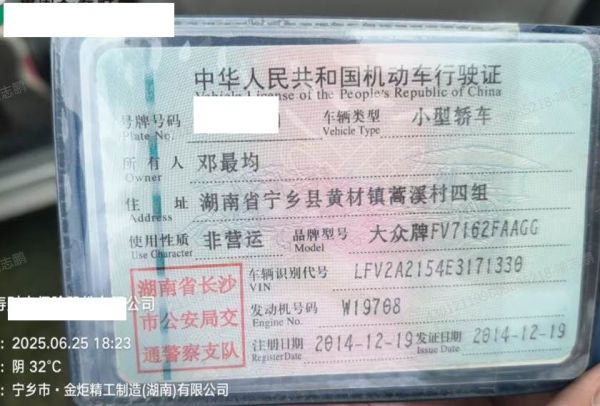 中华人民共和国机动车行驶证
Vehicle License of the People's Republic of China
号牌号码
Plate No.
车辆类型 小型轿车
Vehicle Type
所有人 邓最均
Owner
住址 湖南省宁乡县黄材镇蒿溪村四组
Address
使用性质 非营运 品牌型号 大众牌FV7162FAAGG
Use Character Model
湖南省长沙
市公安局交
通警察支队
车辆识别代号 LFV2A2154E3171330
VIN
发动机号码 W19768
Engine No.
注册日期 2014-12-19 发证日期 2014-12-19
Register Date Issue Date
有限公司
: 2025.06.25 18:23
: 阴 32°C
: 宁乡市·金炬精工制造(湖南)有限公司
志鹏